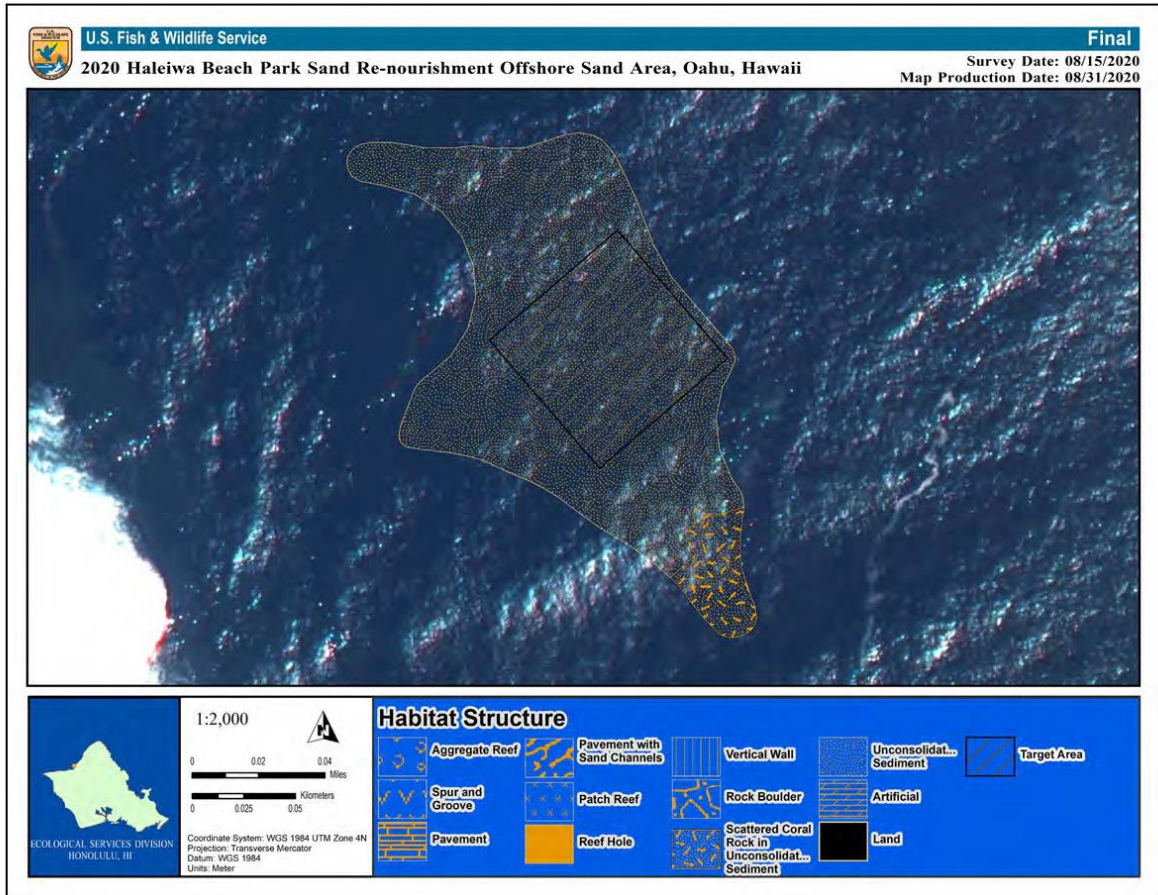 U.S. Fish & Wildlife Service
Final
2020 Haleiwa Beach Park Sand Re-nourishment Offshore Sand Area, Oahu, Hawaii
Survey Date: 08/15/2020
Map Production Date: 08/31/2020
ECOLOGICAL SERVICES DIVISION
HONOLULU, HI
1:2,000
N
0 0.02 0.04
Miles
Kilometers
0 0.025 0.05
Coordinate System: WGS 1984 UTM Zone 4N
Projection: Transverse Mercator
Datum: WGS 1984
Units: Meter
Habitat Structure
Aggregate Reef
Spur and
Groove
Pavement
Pavement with
Sand Channels
Patch Reef
Reef Hole
Vertical Wall
Rock Boulder
Scattered Coral
Rock in
Unconsolidat...
Sediment
Unconsolidat...
Sediment
Artificial
Land
Target Area